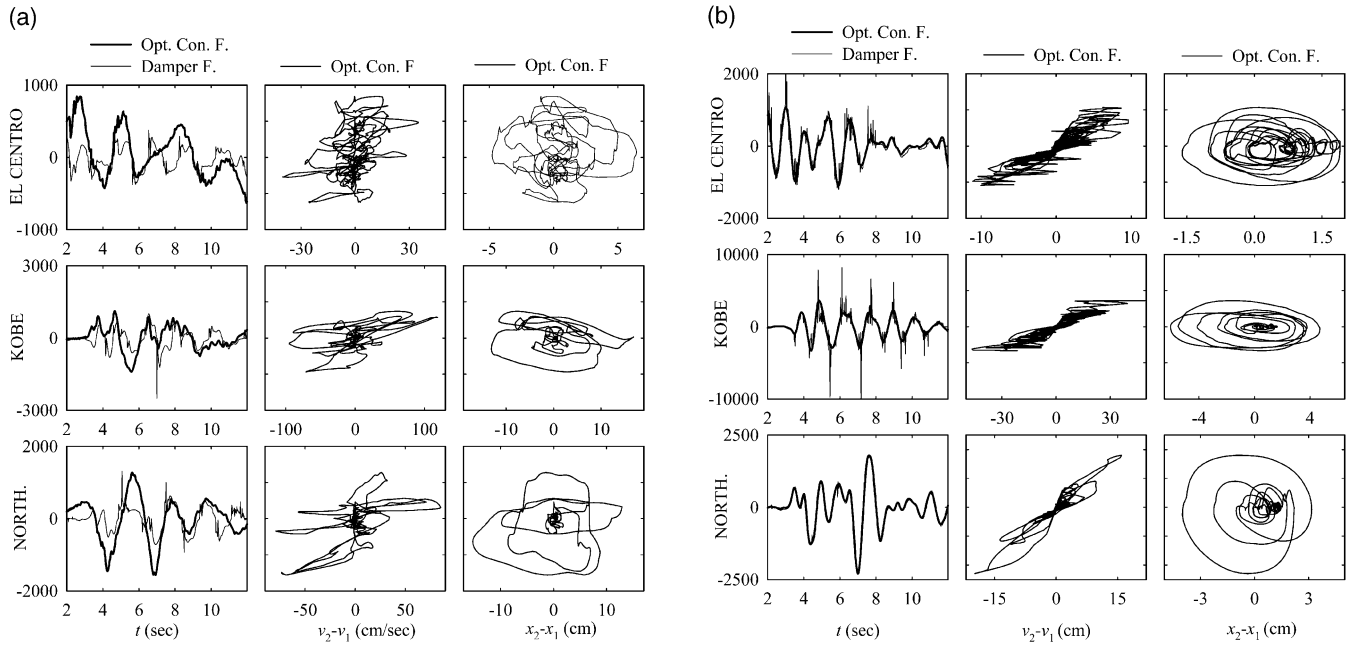 (a)
Opt. Con. F.
Damper F.
Opt. Con. F
Opt. Con. F
EL CENTRO
1000
0
-1000
2 4 6 8 10
-30 0 30
-5 0 5
KOBE
3000
0
-3000
2 4 6 8 10 12
-100 0 100
-10 0 10
NORTH.
2000
0
-2000
2 4 6 8 10 12
-50 0 50
-10 0 10
t (sec)
v2-v1 (cm/sec)
x2-x1 (cm)
(b)
Opt. Con. F.
Damper F.
Opt. Con. F.
Opt. Con. F.
EL CENTRO
2000
0
-2000
2 4 6 8 10 12
-10 0 10
-1.5 0.0 1.5
KOBE
10000
0
-10000
2 4 6 8 10 12
-30 0 30
-4 0 4
NORTH.
2500
0
-2500
2 4 6 8 10 12
-15 0 15
-3 0 3
t (sec)
v2-v1 (cm)
x2-x1 (cm)